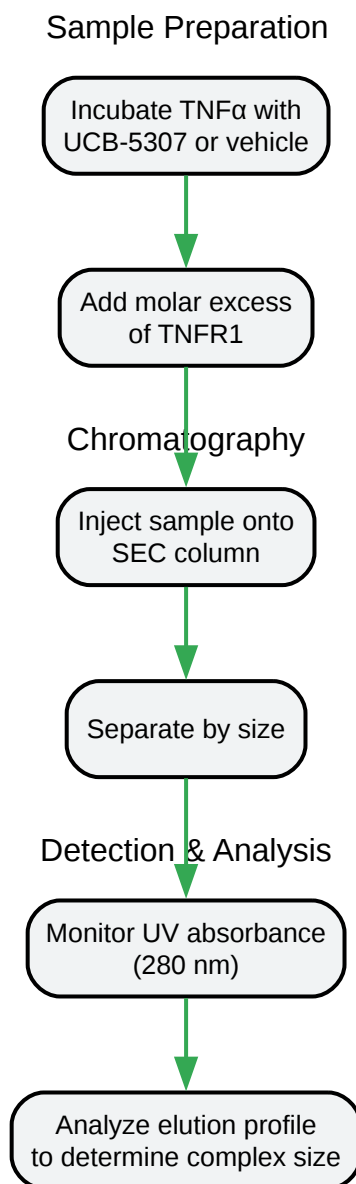 Sample Preparation
Incubate TNFα with
UCB-5307 or vehicle
Add molar excess
of TNFR1
Chromatography
Inject sample onto
SEC column
Separate by size
Detection & Analysis
Monitor UV absorbance
(280 nm)
Analyze elution profile
to determine complex size